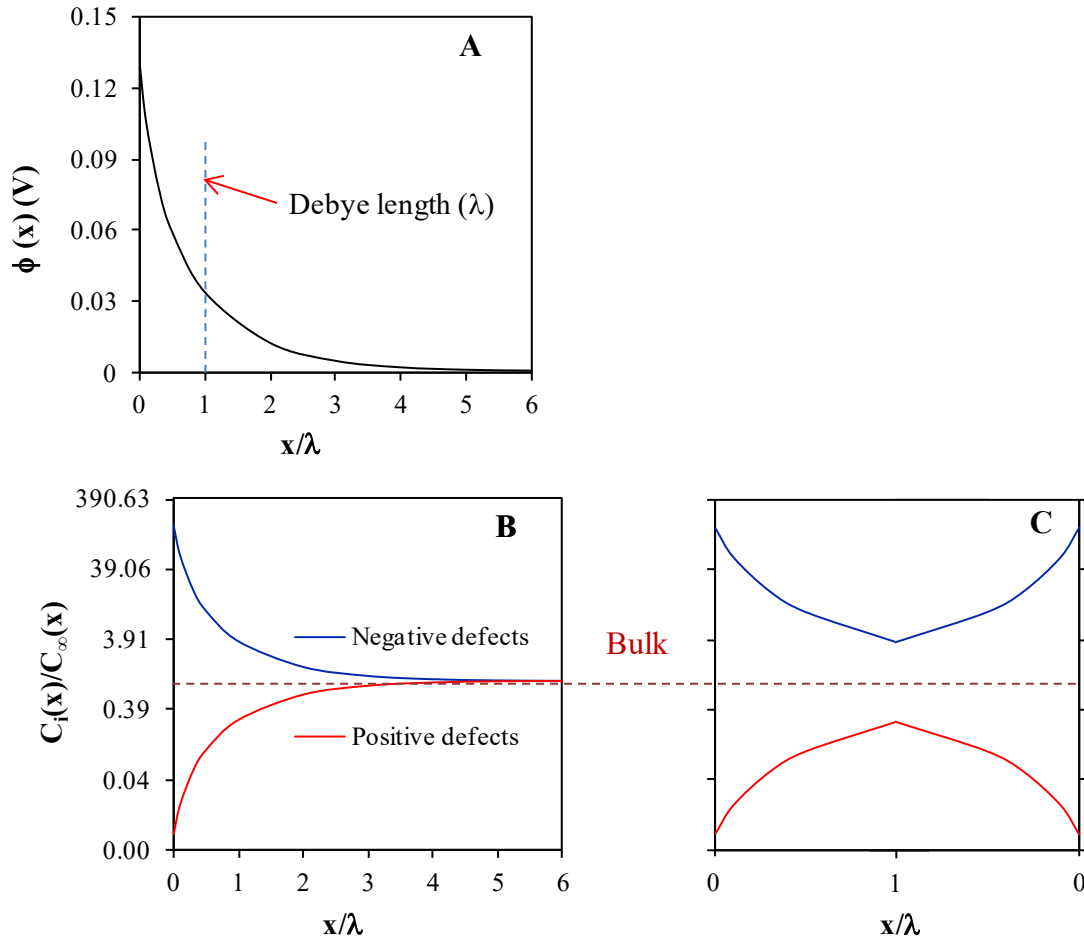 0.15
A
0.12
0.09
ϕ (x) (V)
Debye length (λ)
0.06
0.03
0
0 1 2 3 4 5 6
x/λ
390.63
B
C
39.06
Cᵢ(x)/C∞(x)
3.91
Negative defects
Bulk
0.39
Positive defects
0.04
0.00
0 1 2 3 4 5 6
0 1 0
x/λ
x/λ